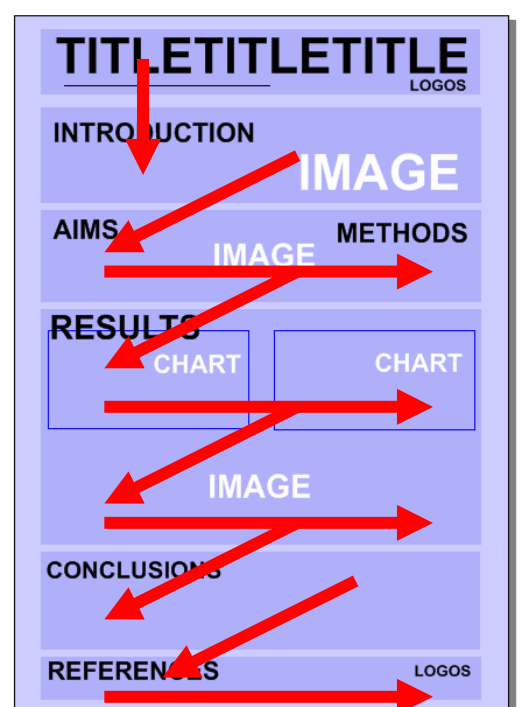 TITLETITLETITLE
LOGOS
INTRODUCTION
IMAGE
AIMS
IMAGE
METHODS
RESULTS
CHART
CHART
IMAGE
CONCLUSIONS
REFERENCES
LOGOS